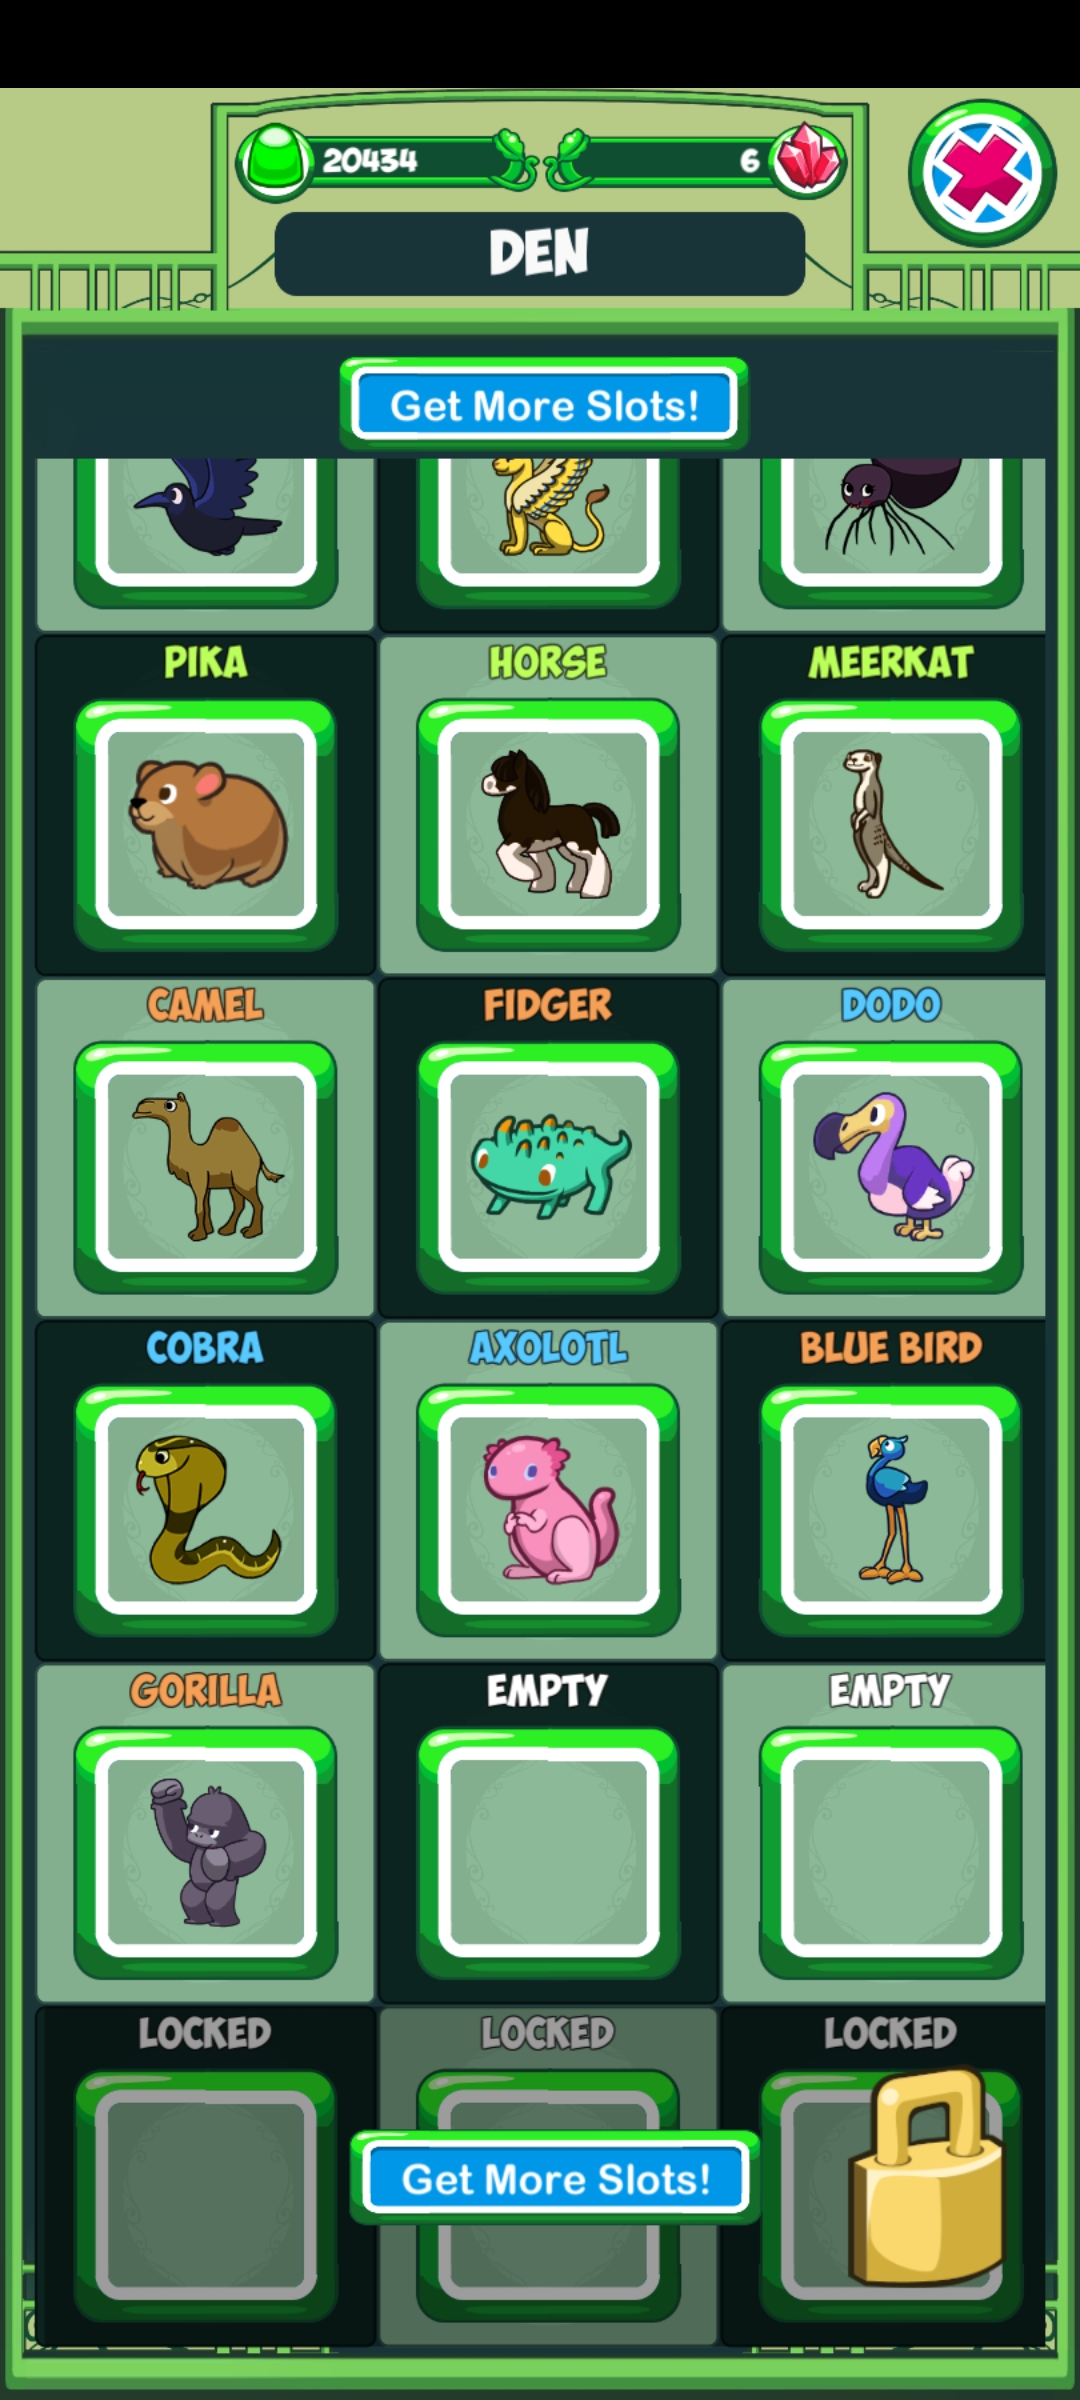 20434
6
DEN
Get More Slots!
PIKA
HORSE
MEERKAT
CAMEL
FIDGER
DODO
COBRA
AXOLOTL
BLUE BIRD
GORILLA
EMPTY
EMPTY
LOCKED
LOCKED
LOCKED
Get More Slots!